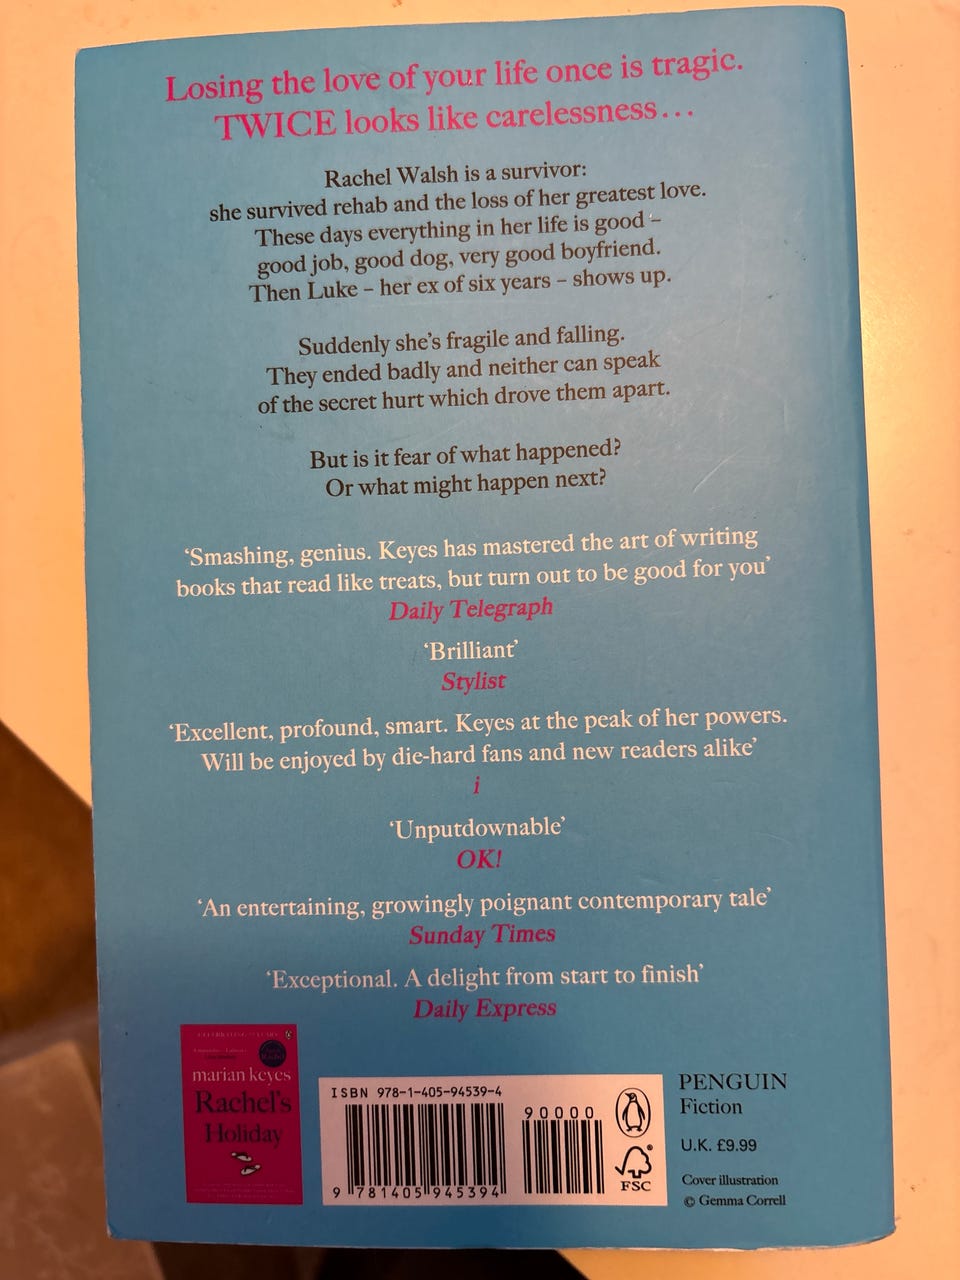 Losing the love of your life once is tragic.
TWICE looks like carelessness...
Rachel Walsh is a survivor:
she survived rehab and the loss of her greatest love.
These days everything in her life is good –
good job, good dog, very good boyfriend.
Then Luke – her ex of six years – shows up.
Suddenly she's fragile and falling.
They ended badly and neither can speak
of the secret hurt which drove them apart.
But is it fear of what happened?
Or what might happen next?
'Smashing, genius. Keyes has mastered the art of writing
books that read like treats, but turn out to be good for you'
Daily Telegraph
'Brilliant'
Stylist
'Excellent, profound, smart. Keyes at the peak of her powers.
Will be enjoyed by die-hard fans and new readers alike'
i
'Unputdownable'
OK!
'An entertaining, growingly poignant contemporary tale'
Sunday Times
'Exceptional. A delight from start to finish'
Daily Express
marian keyes
Rachel's
Holiday
ISBN 978-1-405-94539-4
90000
9 781405 945394
FSC
PENGUIN
Fiction
U.K. £9.99
Cover illustration
© Gemma Correll